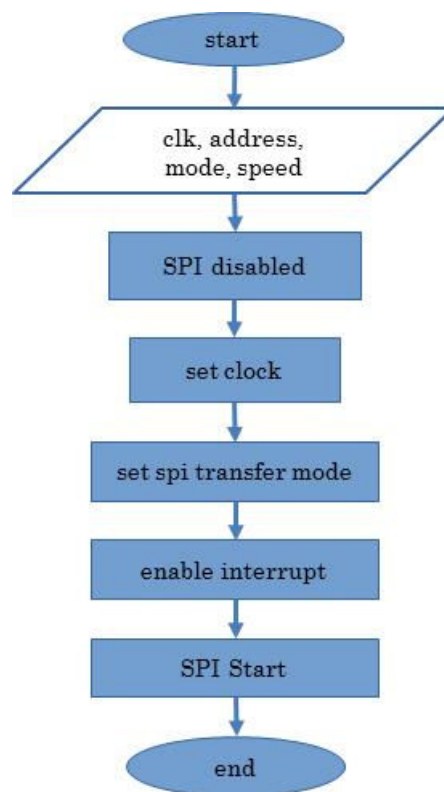 start
clk, address,
mode, speed
SPI disabled
set clock
set spi transfer mode
enable interrupt
SPI Start
end